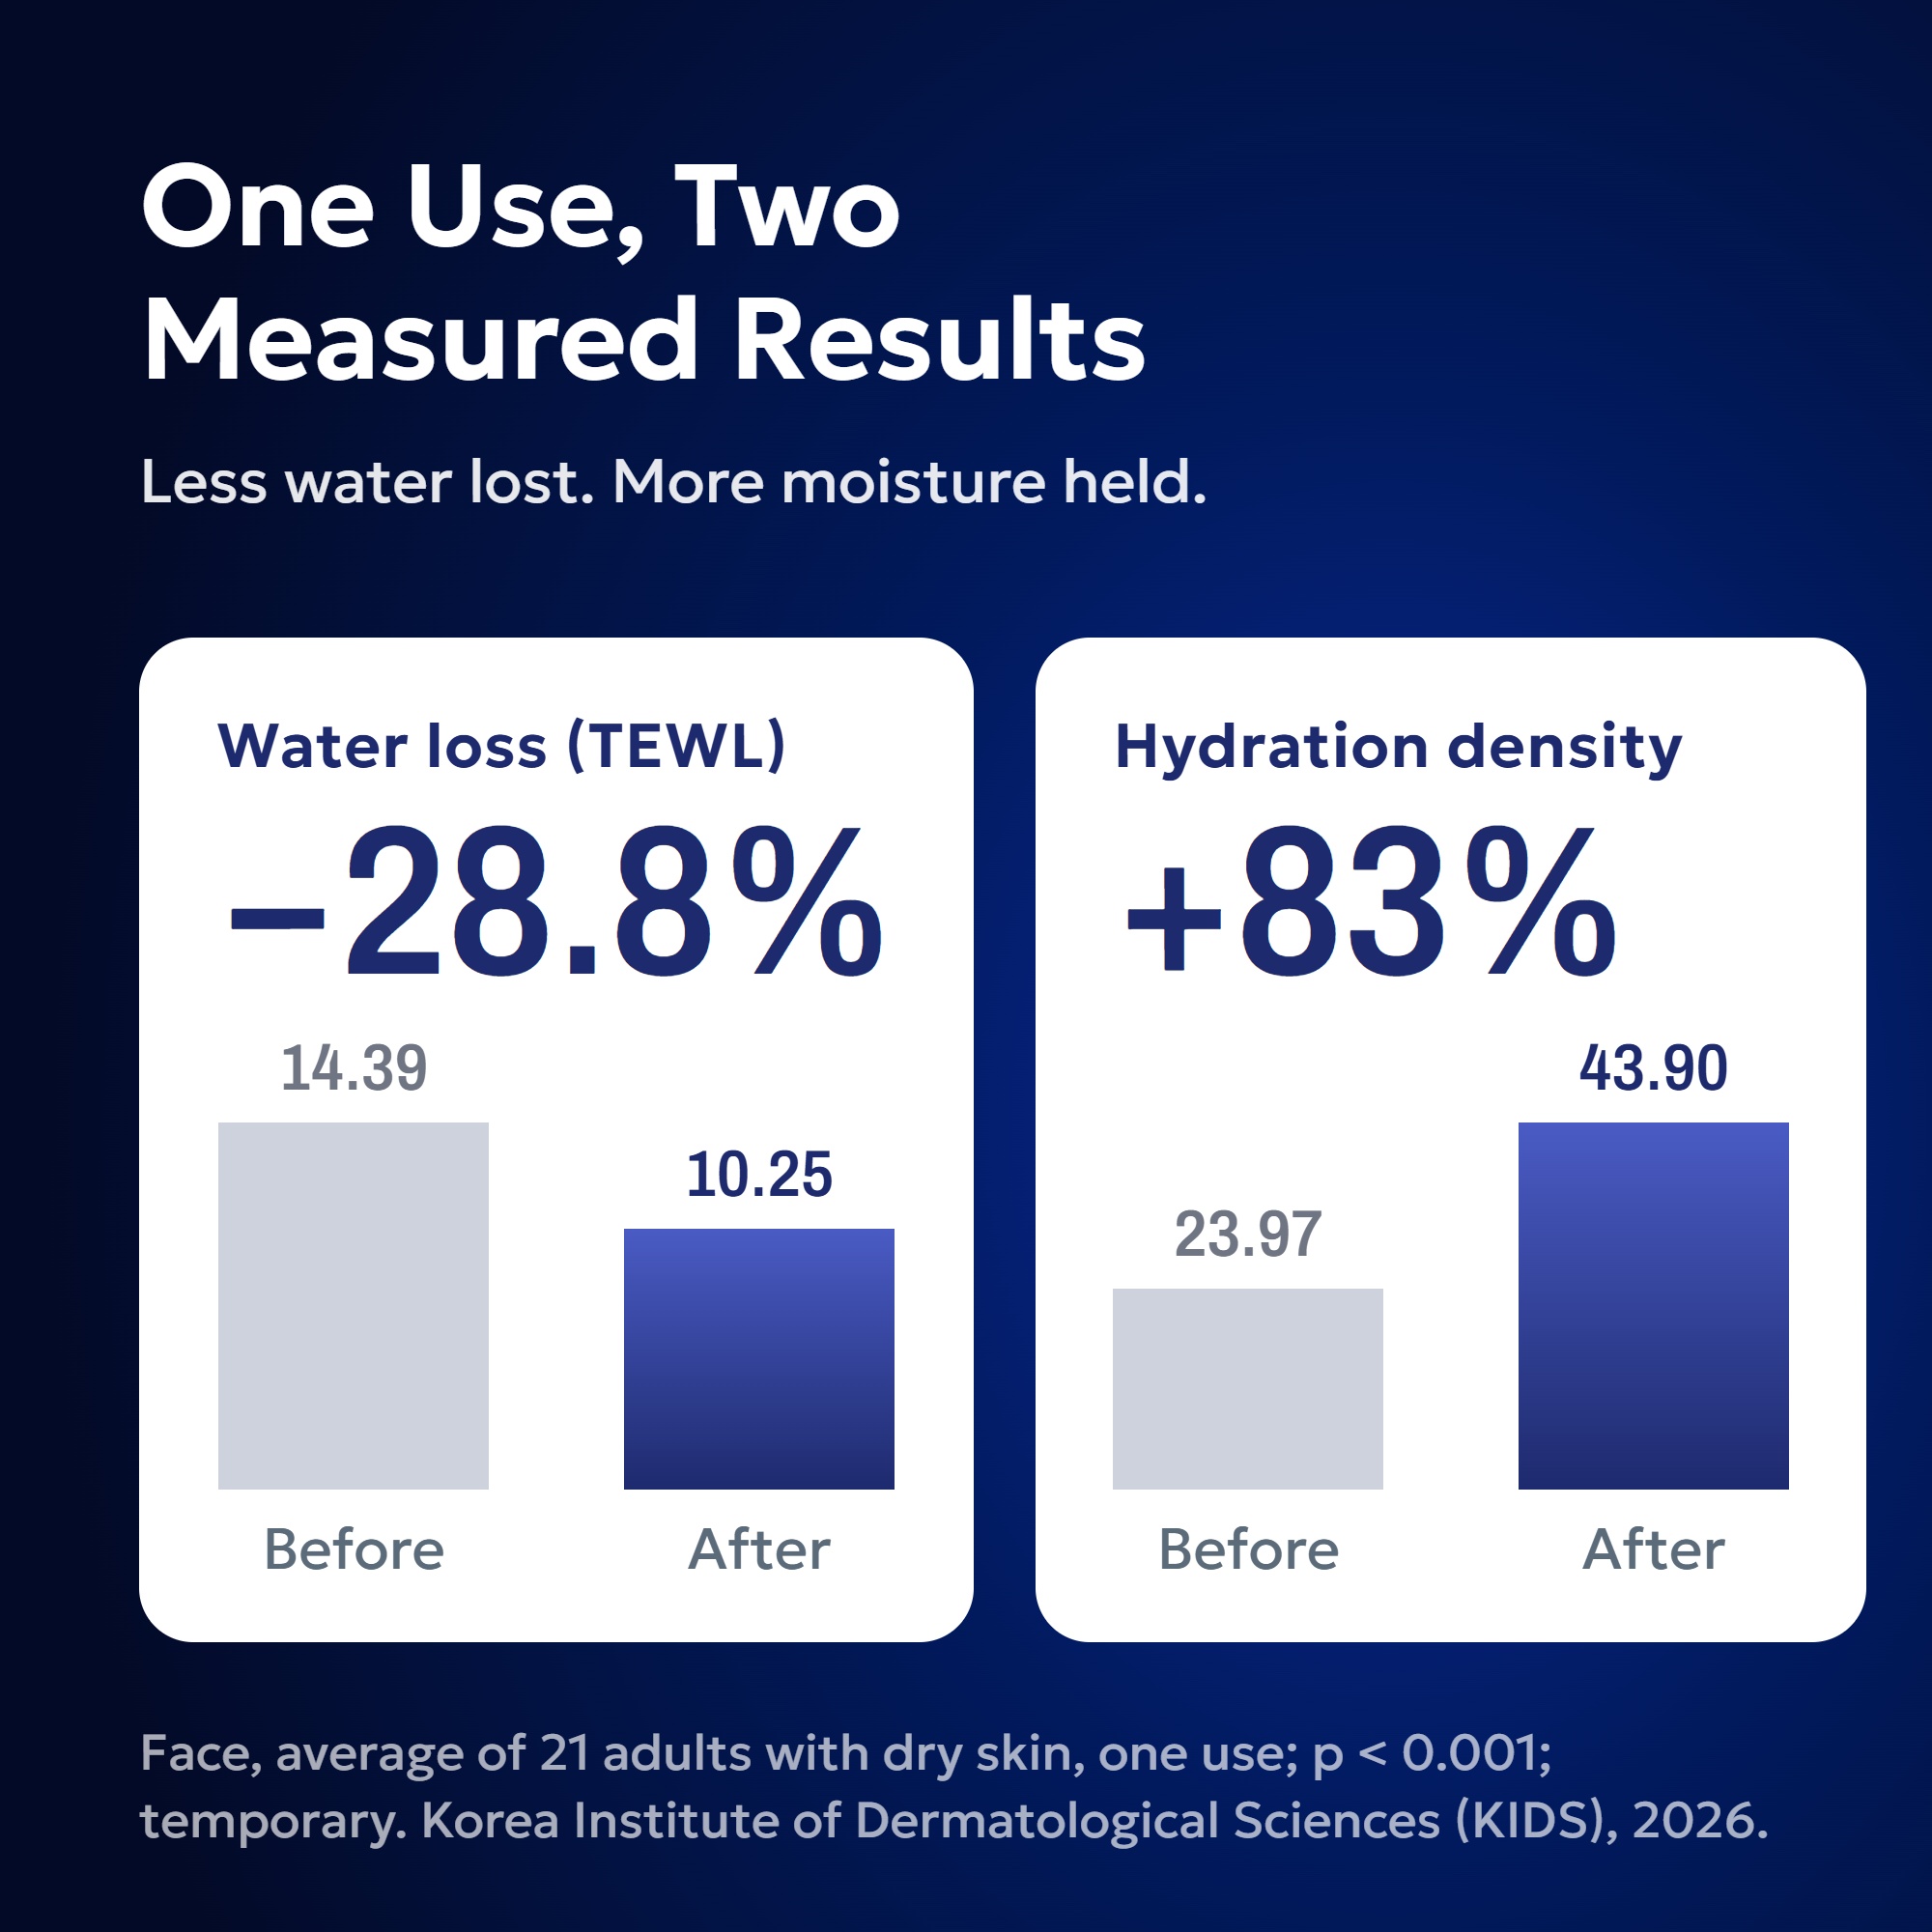 One Use, Two
Measured Results
Less water lost. More moisture held.
Water loss (TEWL)
–28.8%
14.39
10.25
Before
After
Hydration density
+83%
23.97
43.90
Before
After
Face, average of 21 adults with dry skin, one use; p < 0.001;
temporary. Korea Institute of Dermatological Sciences (KIDS), 2026.